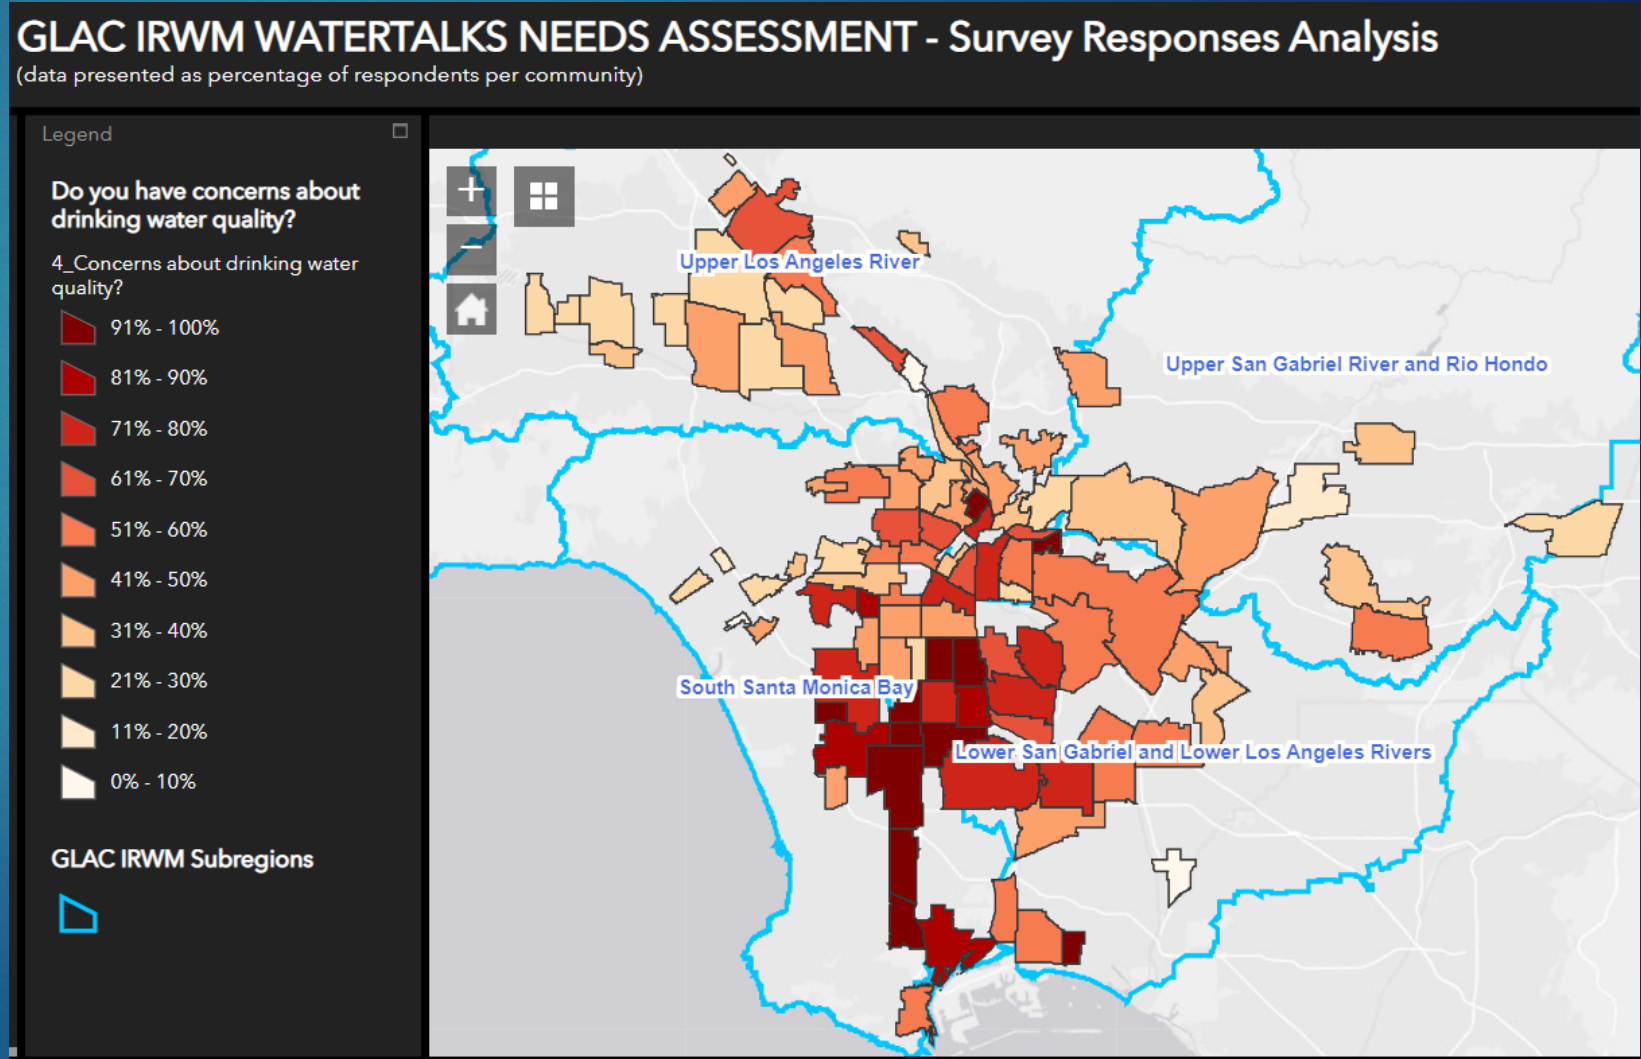 GLAC IRWM WATERTALKS NEEDS ASSESSMENT - Survey Responses Analysis
(data presented as percentage of respondents per community)
Legend
Do you have concerns about
drinking water quality?
4_Concerns about drinking water
quality?
91% - 100%
81% - 90%
71% - 80%
61% - 70%
51% - 60%
41% - 50%
31% - 40%
21% - 30%
11% - 20%
0% - 10%
GLAC IRWM Subregions
+
−
Upper Los Angeles River
Upper San Gabriel River and Rio Hondo
South Santa Monica Bay
Lower San Gabriel and Lower Los Angeles Rivers